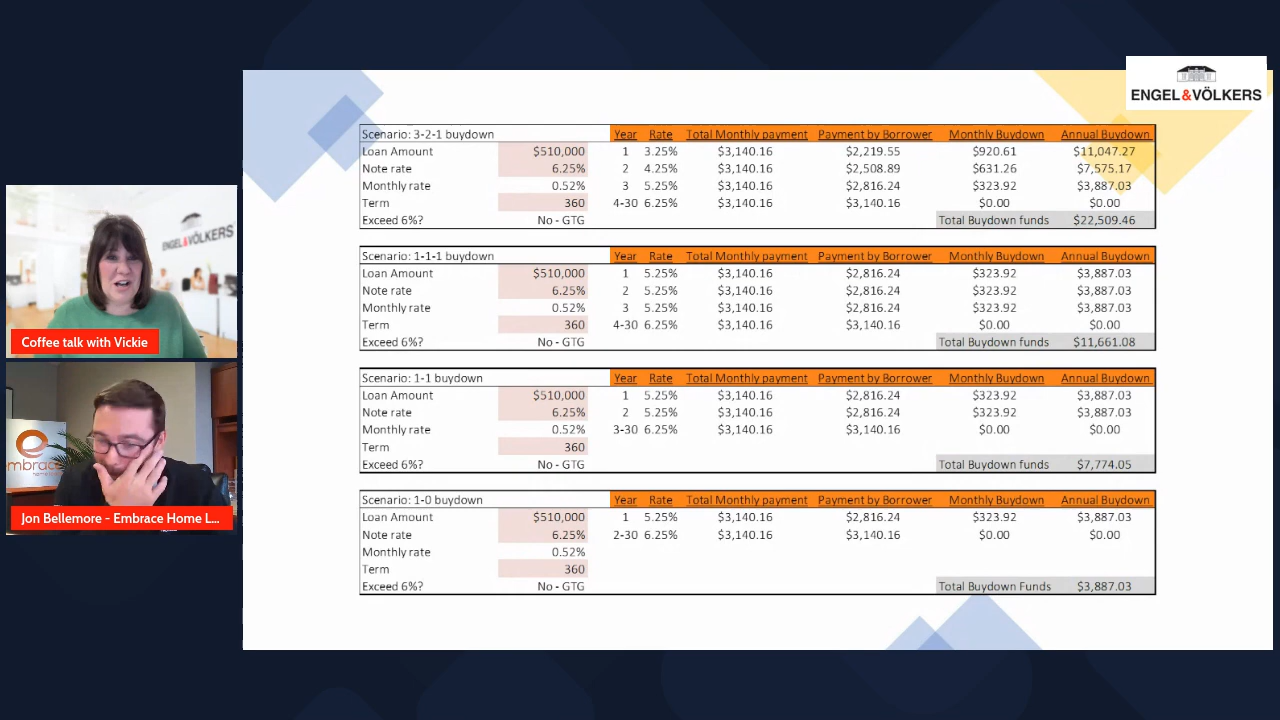 ENGEL&VÖLKERS
Scenario: 3-2-1 buydown Year Rate Total Monthly payment Payment by Borrower Monthly Buydown Annual Buydown
Loan Amount $510,000 1 3.25% $3,140.16 $2,219.55 $920.61 $11,047.27
Note rate 6.25% 2 4.25% $3,140.16 $2,508.89 $631.26 $7,575.17
Monthly rate 0.52% 3 5.25% $3,140.16 $2,816.24 $323.92 $3,887.03
Term 360 4-30 6.25% $3,140.16 $3,140.16 $0.00 $0.00
Exceed 6%? No - GTG Total Buydown funds $22,509.46
Scenario: 1-1-1 buydown Year Rate Total Monthly payment Payment by Borrower Monthly Buydown Annual Buydown
Loan Amount $510,000 1 5.25% $3,140.16 $2,816.24 $323.92 $3,887.03
Note rate 6.25% 2 5.25% $3,140.16 $2,816.24 $323.92 $3,887.03
Monthly rate 0.52% 3 5.25% $3,140.16 $2,816.24 $323.92 $3,887.03
Term 360 4-30 6.25% $3,140.16 $3,140.16 $0.00 $0.00
Exceed 6%? No - GTG Total Buydown funds $11,661.08
Scenario: 1-1 buydown Year Rate Total Monthly payment Payment by Borrower Monthly Buydown Annual Buydown
Loan Amount $510,000 1 5.25% $3,140.16 $2,816.24 $323.92 $3,887.03
Note rate 6.25% 2 5.25% $3,140.16 $2,816.24 $323.92 $3,887.03
Monthly rate 0.52% 3-30 6.25% $3,140.16 $3,140.16 $0.00 $0.00
Term 360
Exceed 6%? No - GTG Total Buydown funds $7,774.05
Scenario: 1-0 buydown Year Rate Total Monthly payment Payment by Borrower Monthly Buydown Annual Buydown
Loan Amount $510,000 1 5.25% $3,140.16 $2,816.24 $323.92 $3,887.03
Note rate 6.25% 2-30 6.25% $3,140.16 $3,140.16 $0.00 $0.00
Monthly rate 0.52%
Term 360
Exceed 6%? No - GTG Total Buydown Funds $3,887.03
ENGEL&VÖLKERS
Coffee talk with Vickie
mbrace
Jon Bellemore - Embrace Home L...